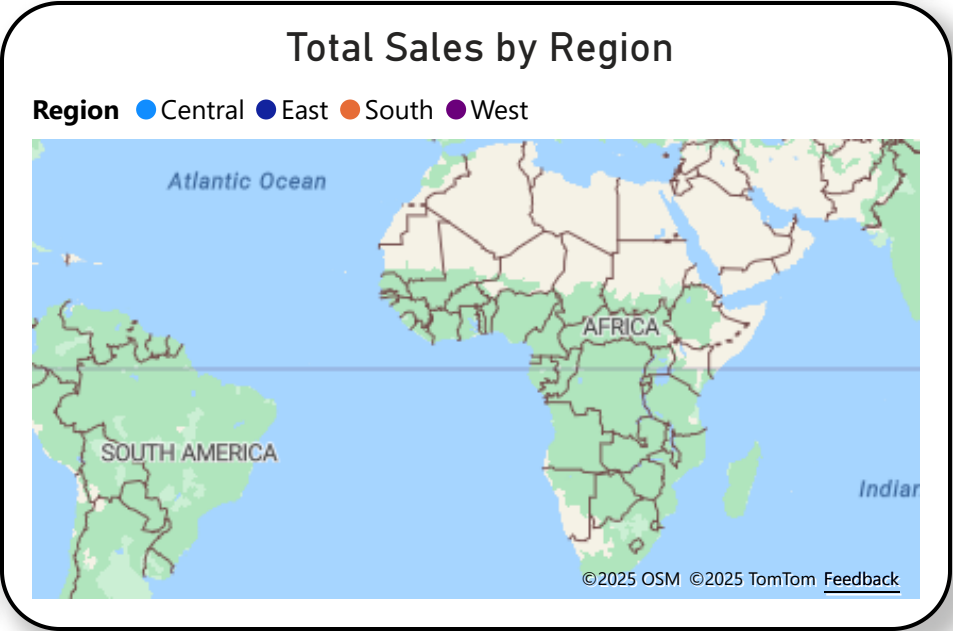 Total Sales by Region
Region Central East South West
Atlantic Ocean
AFRICA
SOUTH AMERICA
Indian
©2025 OSM ©2025 TomTom Feedback